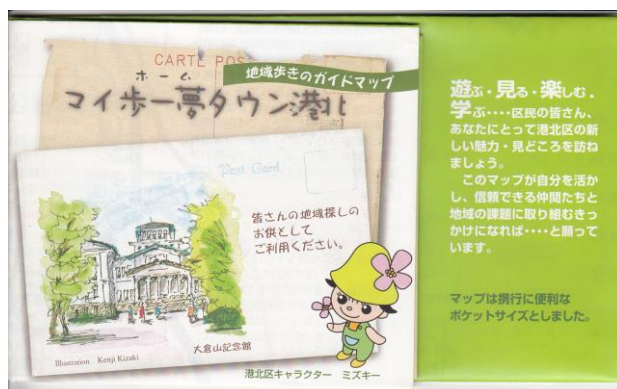 CARTE POS
地域歩きのガイドマップ
ホーム
マイ歩一夢タウン港北
Post Card
皆さんの地域探しの
お供として
ご利用ください。
大倉山記念館
Illustration Kenji Kizaki
港北区キャラクター ミズキー
遊ぶ・見る・楽しむ・
学ぶ‥‥区民の皆さん、
あなたにとって港北区の新
しい魅力・見どころを訪ね
ましょう。
このマップが自分を活か
し、信頼できる仲間たちと
地域の課題に取り組むきっ
かけになれば‥‥と願って
います。
マップは携行に便利な
ポケットサイズとしました。